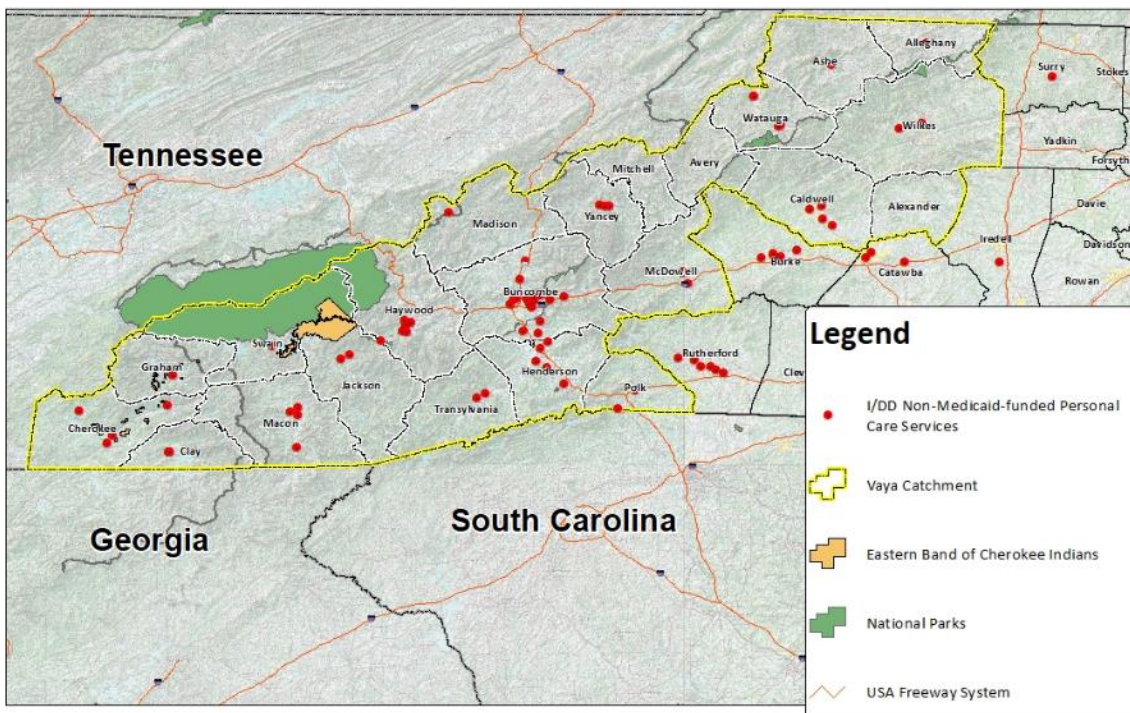 Alleghany
Ashe
Surry
Stokes
Watauga
Wilkes
Yadkin
Forsyth
Tennessee
Mitchell
Avery
Caldwell
Alexander
Davie
Yancey
Madison
Iredell
Davidson
Burke
Catawba
Rowan
McDowell
Buncombe
Haywood
Swain
Rutherford
Graham
Henderson
Clev
Jackson
Polk
Transylvania
Macon
Cherokee
Clay
Georgia
South Carolina
Legend
I/DD Non-Medicaid-funded Personal
Care Services
Vaya Catchment
Eastern Band of Cherokee Indians
National Parks
USA Freeway System